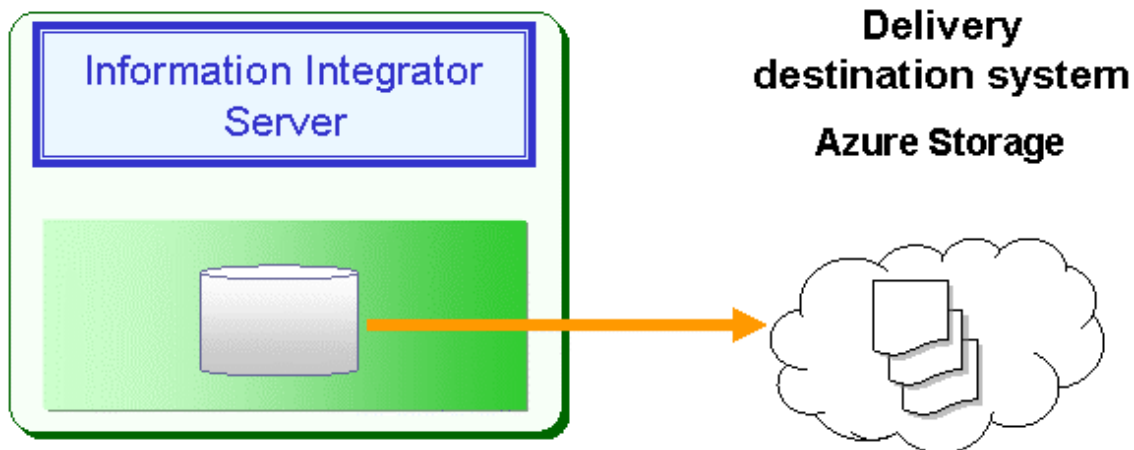 Information Integrator
Server
Delivery
destination system
Azure Storage